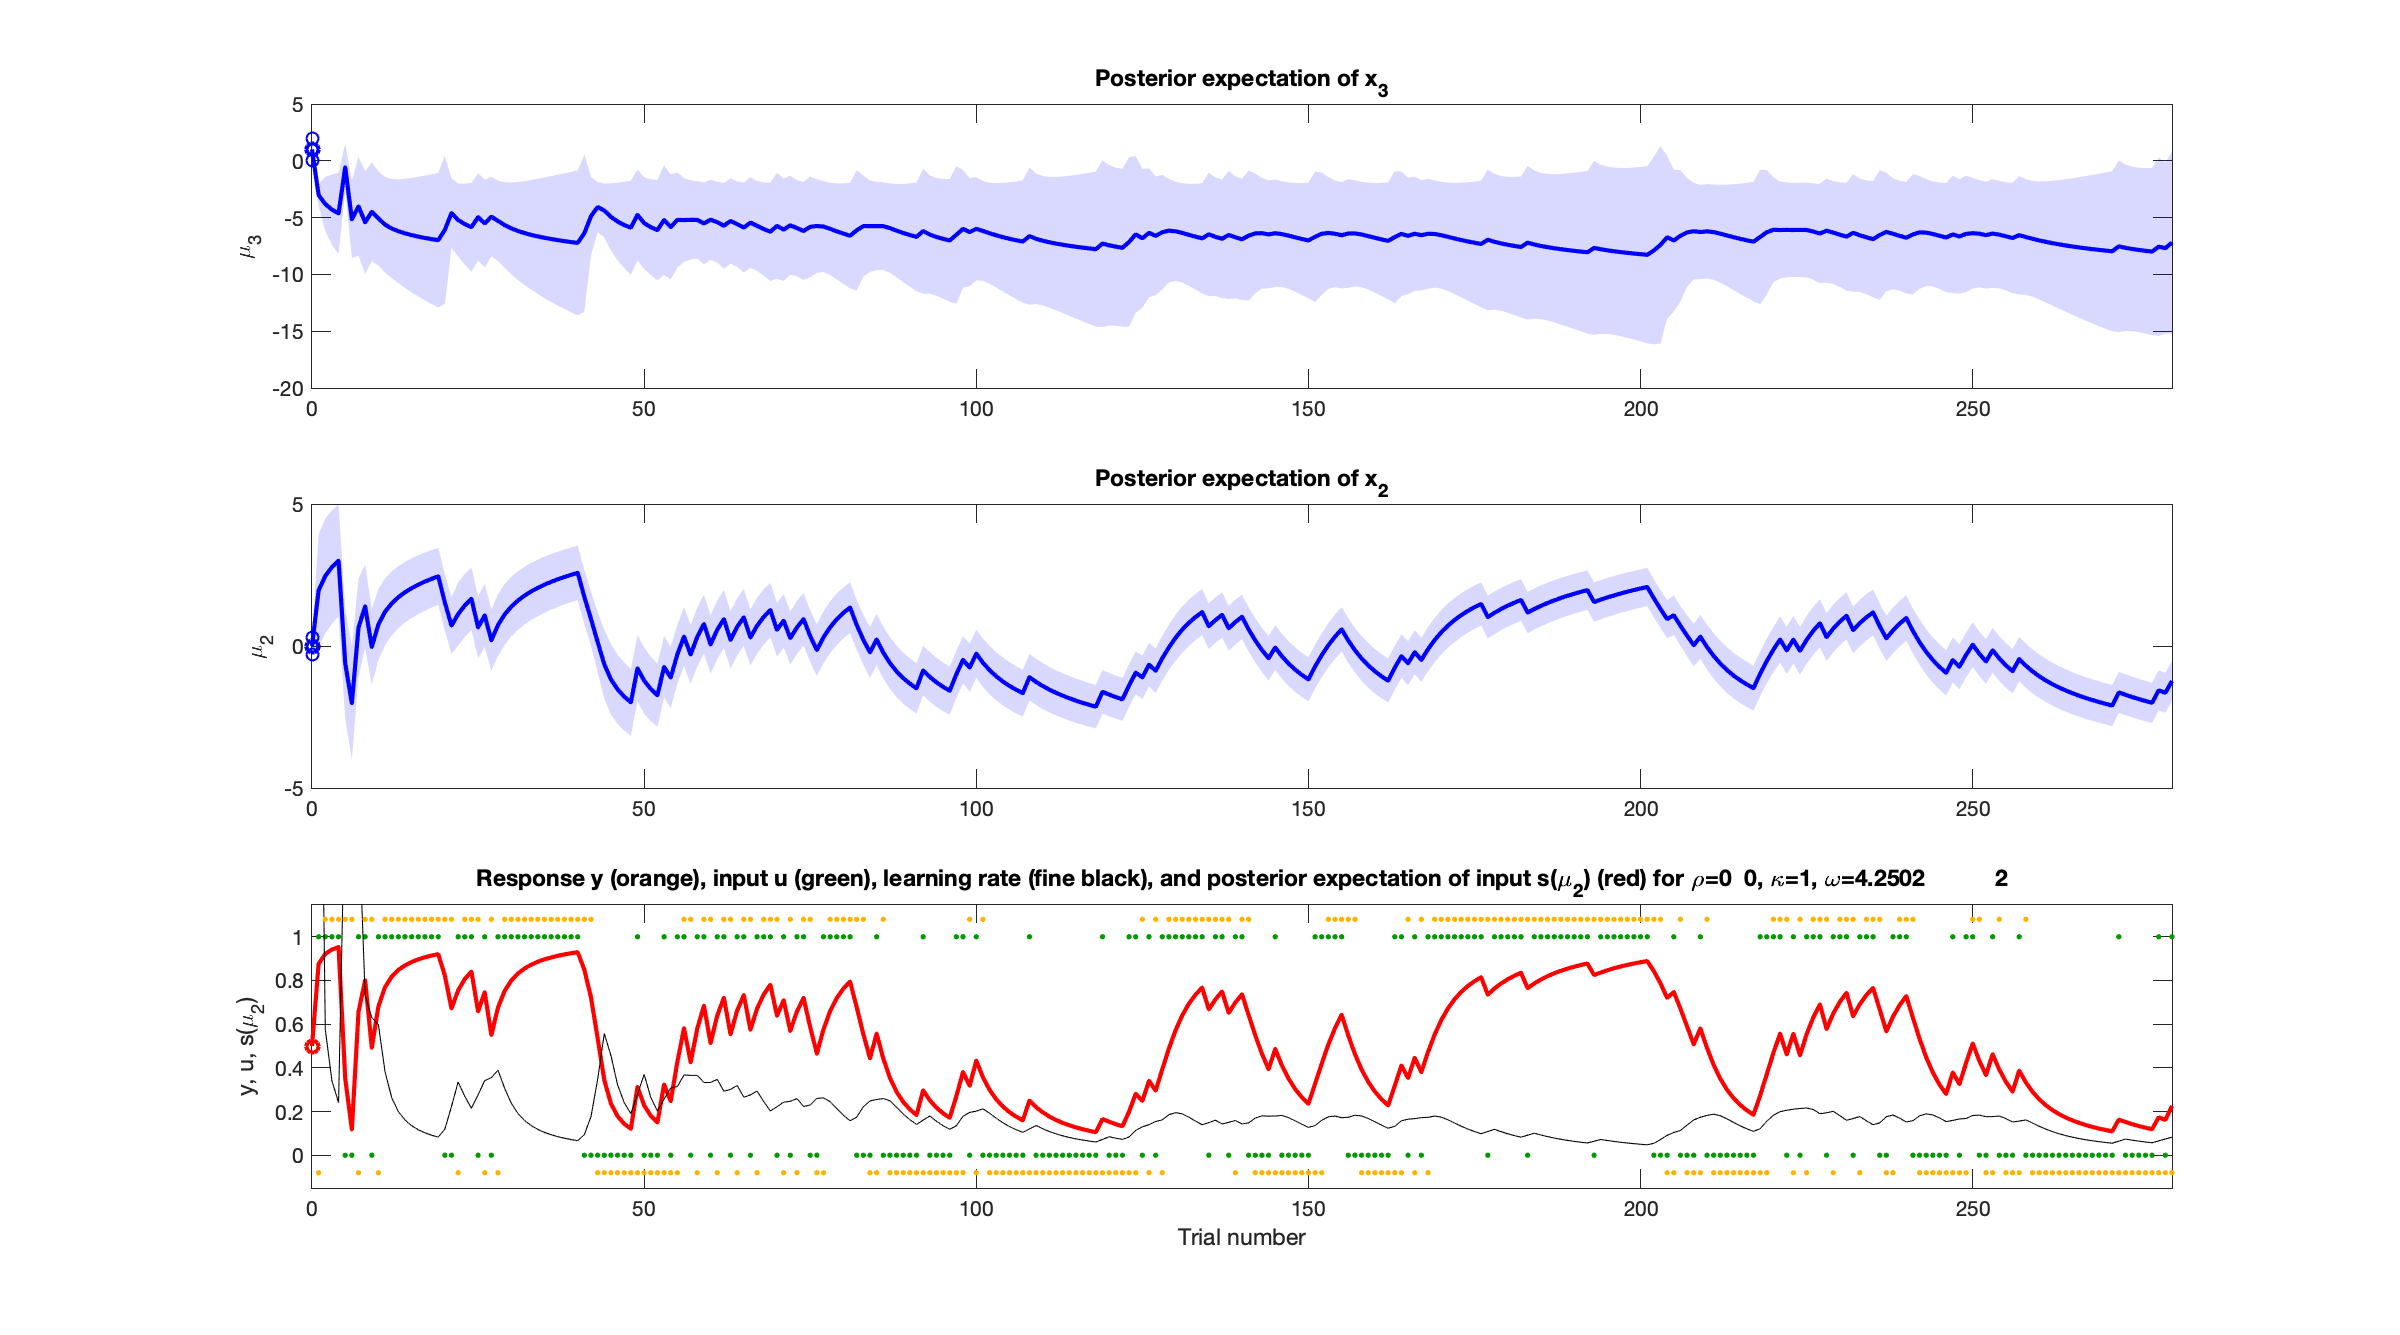 Posterior expectation of x3
5
0
-5
-10
-15
-20
μ3
0 50 100 150 200 250
Posterior expectation of x2
5
0
-5
μ2
0 50 100 150 200 250
Response y (orange), input u (green), learning rate (fine black), and posterior expectation of input s(μ2) (red) for ρ=0 0, κ=1, ω=4.2502 2
1
0.8
0.6
0.4
0.2
0
y, u, s(μ2)
0 50 100 150 200 250
Trial number